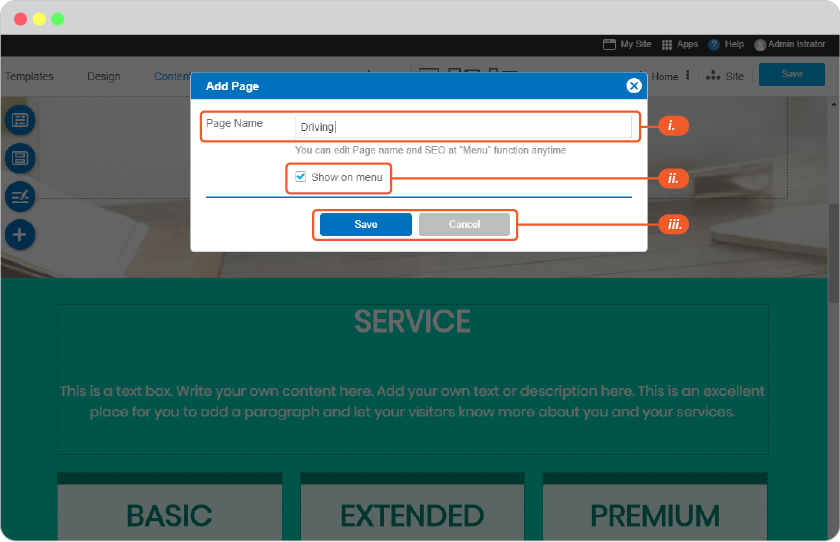 My Site Apps ? Help Admin Istrator
Templates Design Conten Home Site Save
Add Page
Page Name Driving i.
You can edit Page name and SEO at "Menu" function anytime
Show on menu ii.
Save Cancel iii.
SERVICE
This is a text box. Write your own content here. Add your own text or description here. This is an excellent
place for you to add a paragraph and let your visitors know more about you and your services.
BASIC EXTENDED PREMIUM